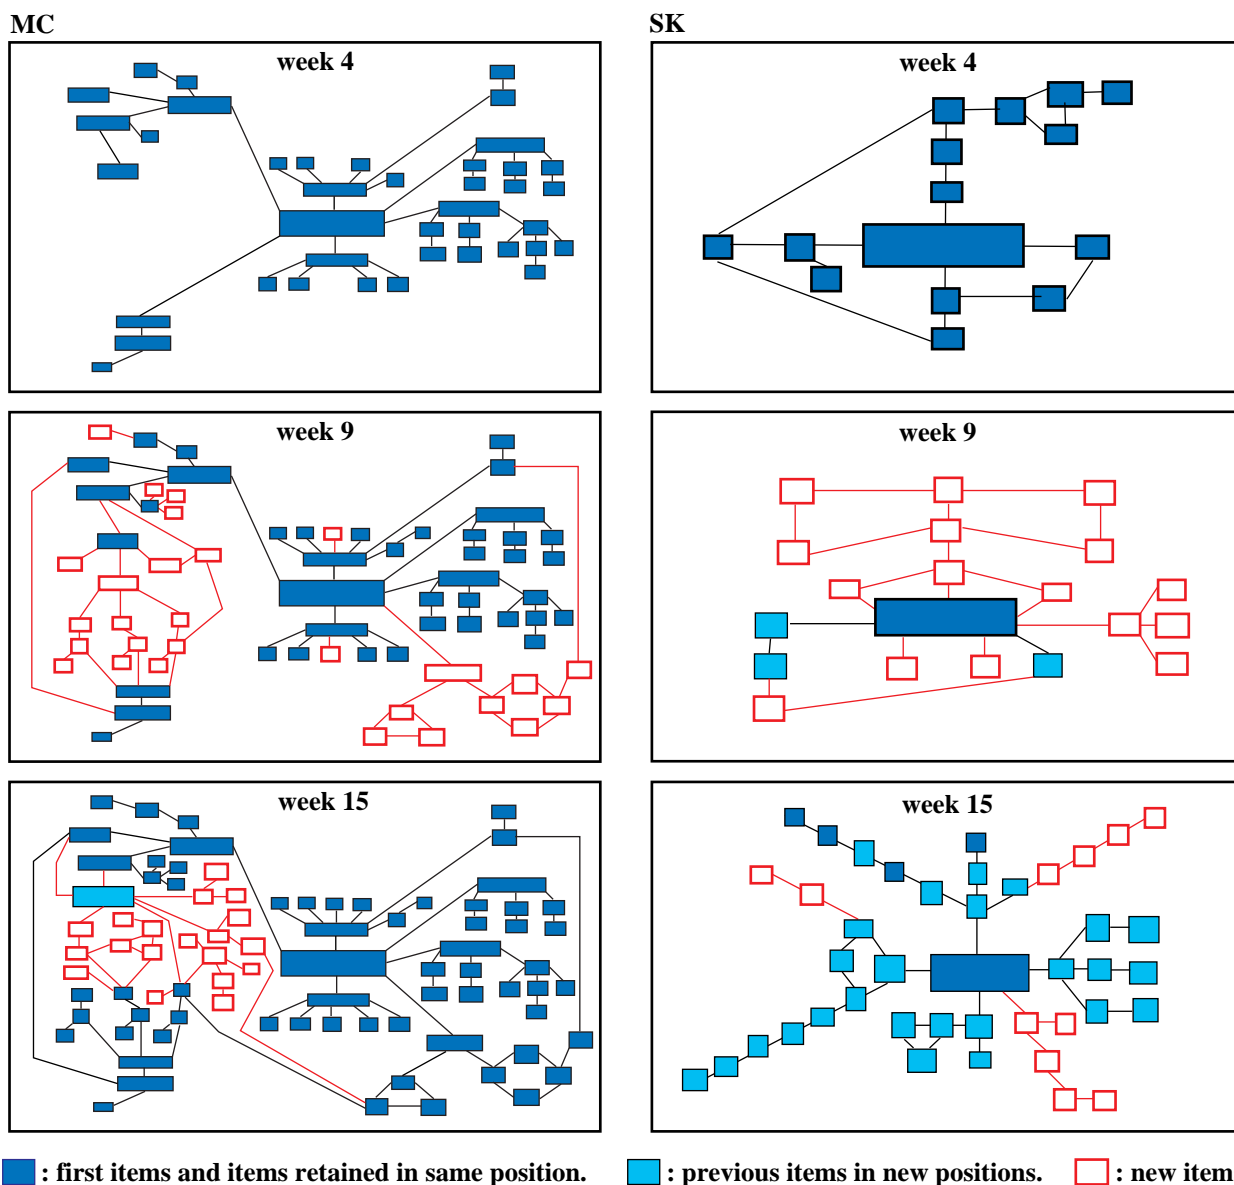 MC
SK
week 4
week 4
week 9
week 9
week 15
week 15
: first items and items retained in same position.
: previous items in new positions.
: new item